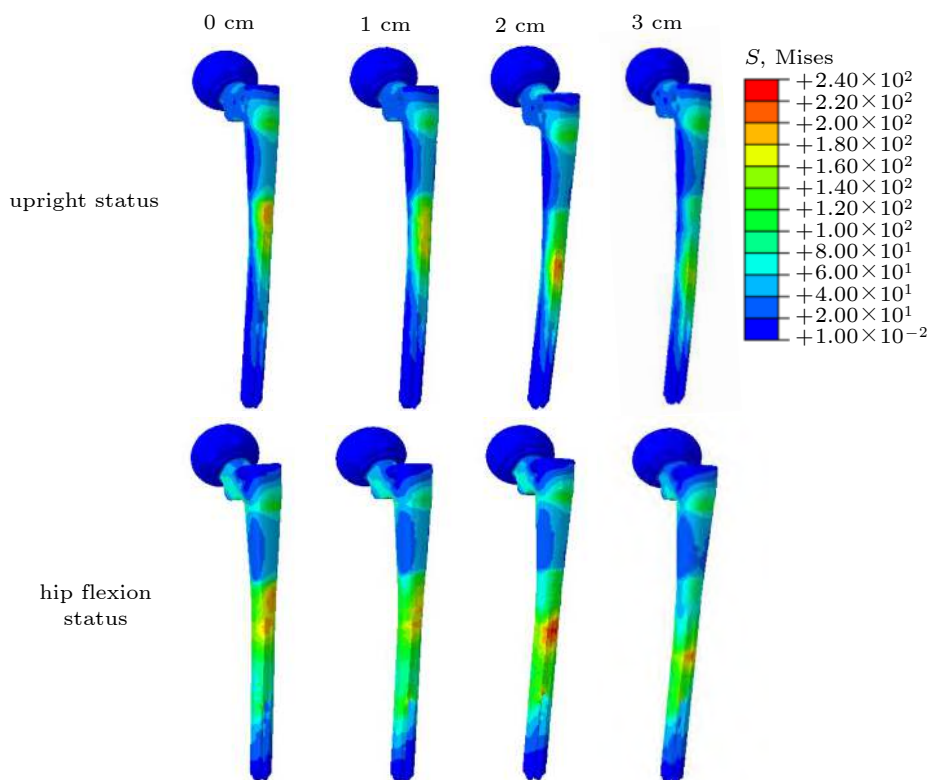 0 cm
1 cm
2 cm
3 cm
S, Mises
+2.40×10²
+2.20×10²
+2.00×10²
+1.80×10²
+1.60×10²
+1.40×10²
+1.20×10²
+1.00×10²
+8.00×10¹
+6.00×10¹
+4.00×10¹
+2.00×10¹
+1.00×10⁻²
upright status
hip flexion
status